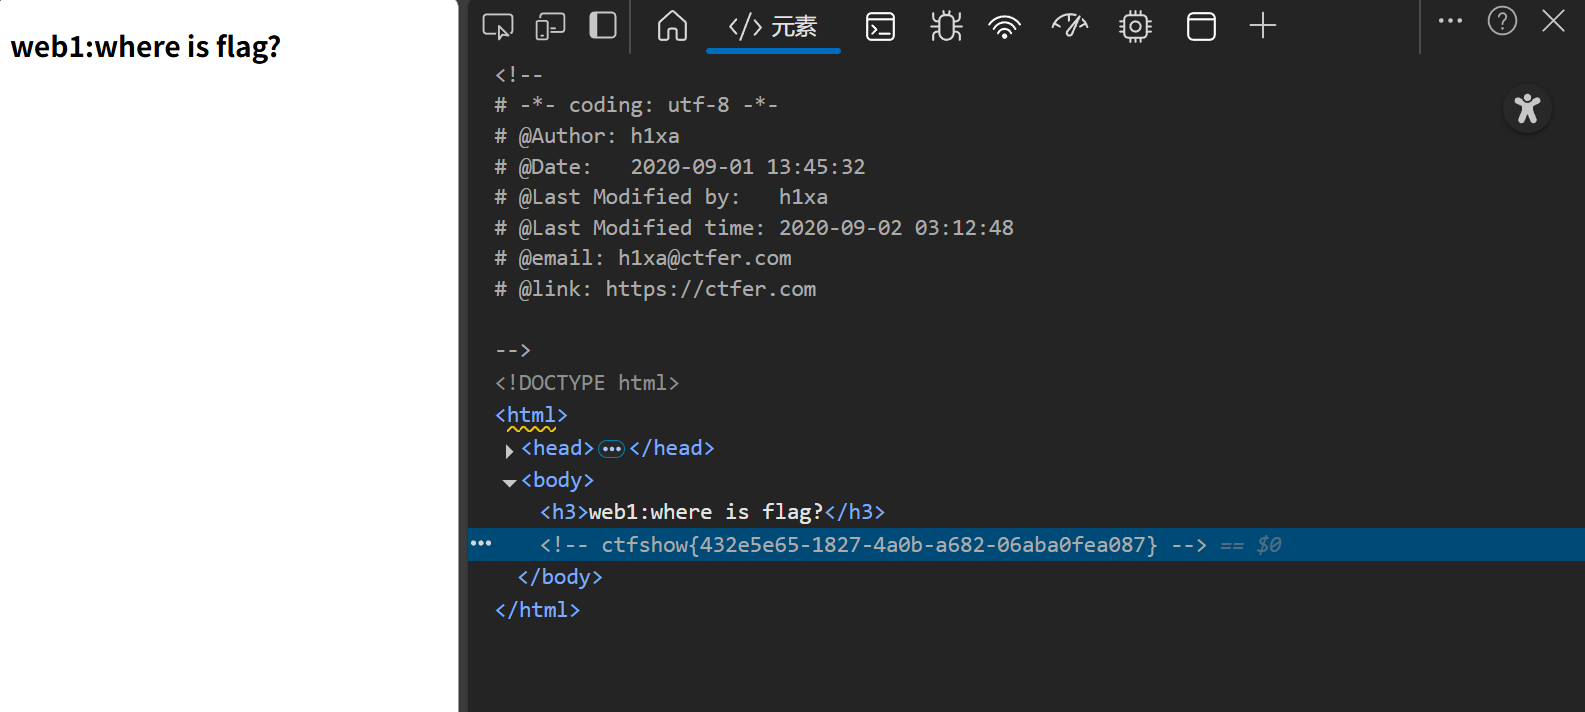 web1:where is flag?
</> 元素
<!--
# -*- coding: utf-8 -*-
# @Author: h1xa
# @Date:   2020-09-01 13:45:32
# @Last Modified by:   h1xa
# @Last Modified time: 2020-09-02 03:12:48
# @email: h1xa@ctfer.com
# @link: https://ctfer.com
-->
<!DOCTYPE html>
<html>
<head>•••</head>
<body>
<h3>web1:where is flag?</h3>
••• <!-- ctfshow{432e5e65-1827-4a0b-a682-06aba0fea087} --> == $0
</body>
</html>